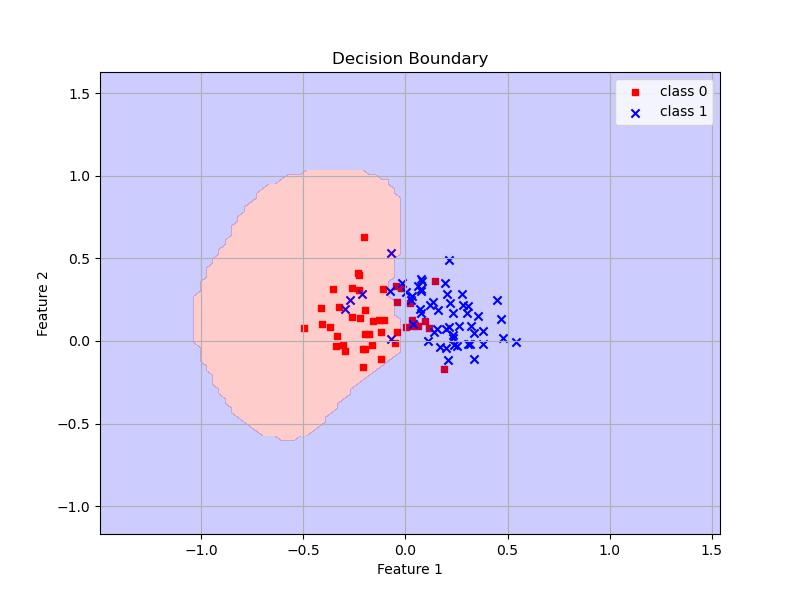 Decision Boundary
class 0
class 1
1.5
1.0
0.5
0.0
−0.5
−1.0
Feature 2
−1.0 −0.5 0.0 0.5 1.0 1.5
Feature 1